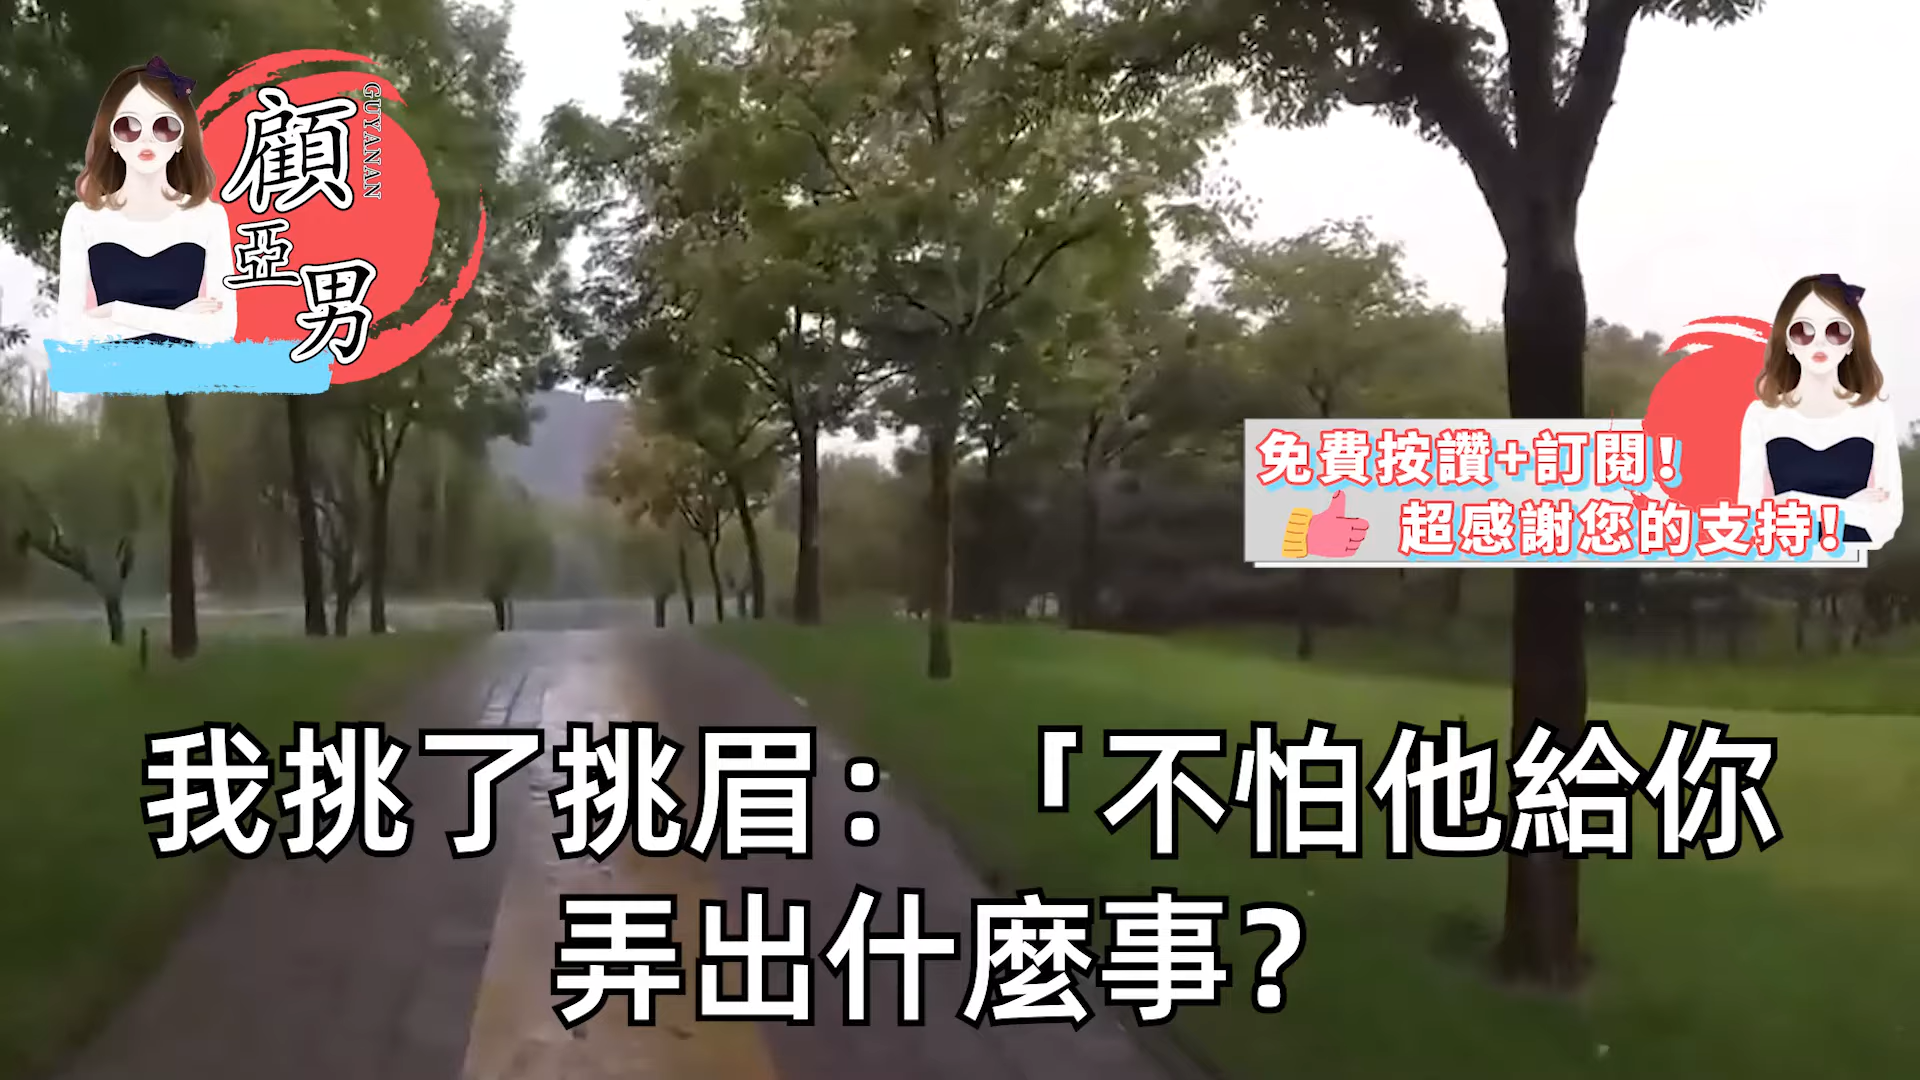 顧亞男
GUYANAN
免費按讚+訂閱!
超感謝您的支持!
我挑了挑眉：「不怕他給你
弄出什麼事?